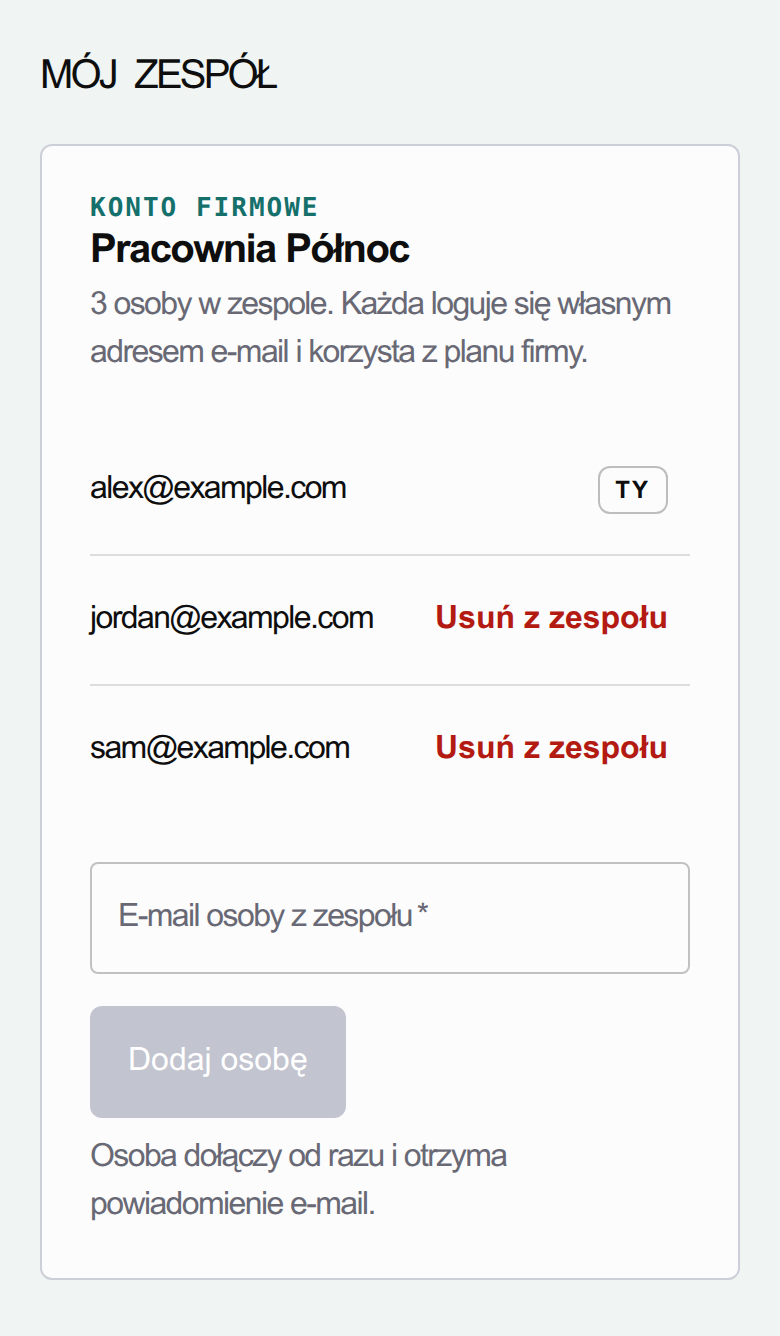 MÓJ ZESPÓŁ
KONTO FIRMOWE
Pracownia Północ
3 osoby w zespole. Każda loguje się własnym
adresem e-mail i korzysta z planu firmy.
alex@example.com TY
jordan@example.com Usuń z zespołu
sam@example.com Usuń z zespołu
E-mail osoby z zespołu *
Dodaj osobę
Osoba dołączy od razu i otrzyma
powiadomienie e-mail.